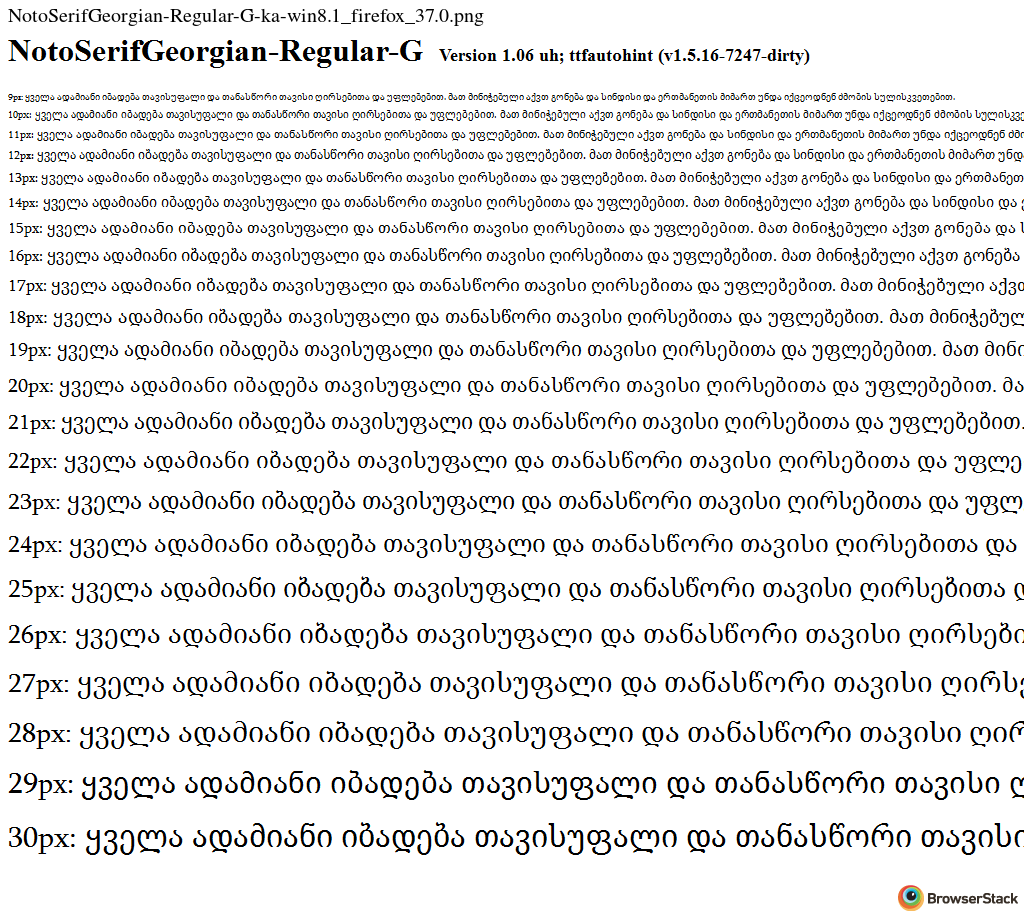 NotoSerifGeorgian-Regular-G-ka-win8.1_firefox_37.0.png
NotoSerifGeorgian-Regular-G Version 1.06 uh; ttfautohint (v1.5.16-7247-dirty)
9px: ყველა ადამიანი იბადება თავისუფალი და თანასწორი თავისი ღირსებითა და უფლებებით. მათ მინიჭებული აქვთ გონება და სინდისი და ერთმანეთის მიმართ უნდა იქცეოდნენ ძმობის სულისკვეთებით.
10px: ყველა ადამიანი იბადება თავისუფალი და თანასწორი თავისი ღირსებითა და უფლებებით. მათ მინიჭებული აქვთ გონება და სინდისი და ერთმანეთის მიმართ უნდა იქცეოდნენ ძმობის
11px: ყველა ადამიანი იბადება თავისუფალი და თანასწორი თავისი ღირსებითა და უფლებებით. მათ მინიჭებული აქვთ გონება და სინდისი და ერთმანეთის მიმართ უნდა იქცეოდნენ
12px: ყველა ადამიანი იბადება თავისუფალი და თანასწორი თავისი ღირსებითა და უფლებებით. მათ მინიჭებული აქვთ გონება და სინდისი და ერთმანეთის მიმართ უნდ
13px: ყველა ადამიანი იბადება თავისუფალი და თანასწორი თავისი ღირსებითა და უფლებებით. მათ მინიჭებული აქვთ გონება და სინდისი და ერთმანეთ
14px: ყველა ადამიანი იბადება თავისუფალი და თანასწორი თავისი ღირსებითა და უფლებებით. მათ მინიჭებული აქვთ გონება და სინდისი და
15px: ყველა ადამიანი იბადება თავისუფალი და თანასწორი თავისი ღირსებითა და უფლებებით. მათ მინიჭებული აქვთ გონება და
16px: ყველა ადამიანი იბადება თავისუფალი და თანასწორი თავისი ღირსებითა და უფლებებით. მათ მინიჭებული აქვთ გონება
17px: ყველა ადამიანი იბადება თავისუფალი და თანასწორი თავისი ღირსებითა და უფლებებით. მათ მინიჭებული აქვთ
18px: ყველა ადამიანი იბადება თავისუფალი და თანასწორი თავისი ღირსებითა და უფლებებით. მათ მინიჭებულ
19px: ყველა ადამიანი იბადება თავისუფალი და თანასწორი თავისი ღირსებითა და უფლებებით. მათ მინი
20px: ყველა ადამიანი იბადება თავისუფალი და თანასწორი თავისი ღირსებითა და უფლებებით. მა
21px: ყველა ადამიანი იბადება თავისუფალი და თანასწორი თავისი ღირსებითა და უფლებებით.
22px: ყველა ადამიანი იბადება თავისუფალი და თანასწორი თავისი ღირსებითა და უფლე
23px: ყველა ადამიანი იბადება თავისუფალი და თანასწორი თავისი ღირსებითა და უფლ
24px: ყველა ადამიანი იბადება თავისუფალი და თანასწორი თავისი ღირსებითა და
25px: ყველა ადამიანი იბადება თავისუფალი და თანასწორი თავისი ღირსებითა
26px: ყველა ადამიანი იბადება თავისუფალი და თანასწორი თავისი ღირსები
27px: ყველა ადამიანი იბადება თავისუფალი და თანასწორი თავისი ღირს
28px: ყველა ადამიანი იბადება თავისუფალი და თანასწორი თავისი ღირ
29px: ყველა ადამიანი იბადება თავისუფალი და თანასწორი თავისი
30px: ყველა ადამიანი იბადება თავისუფალი და თანასწორი თავისი
BrowserStack